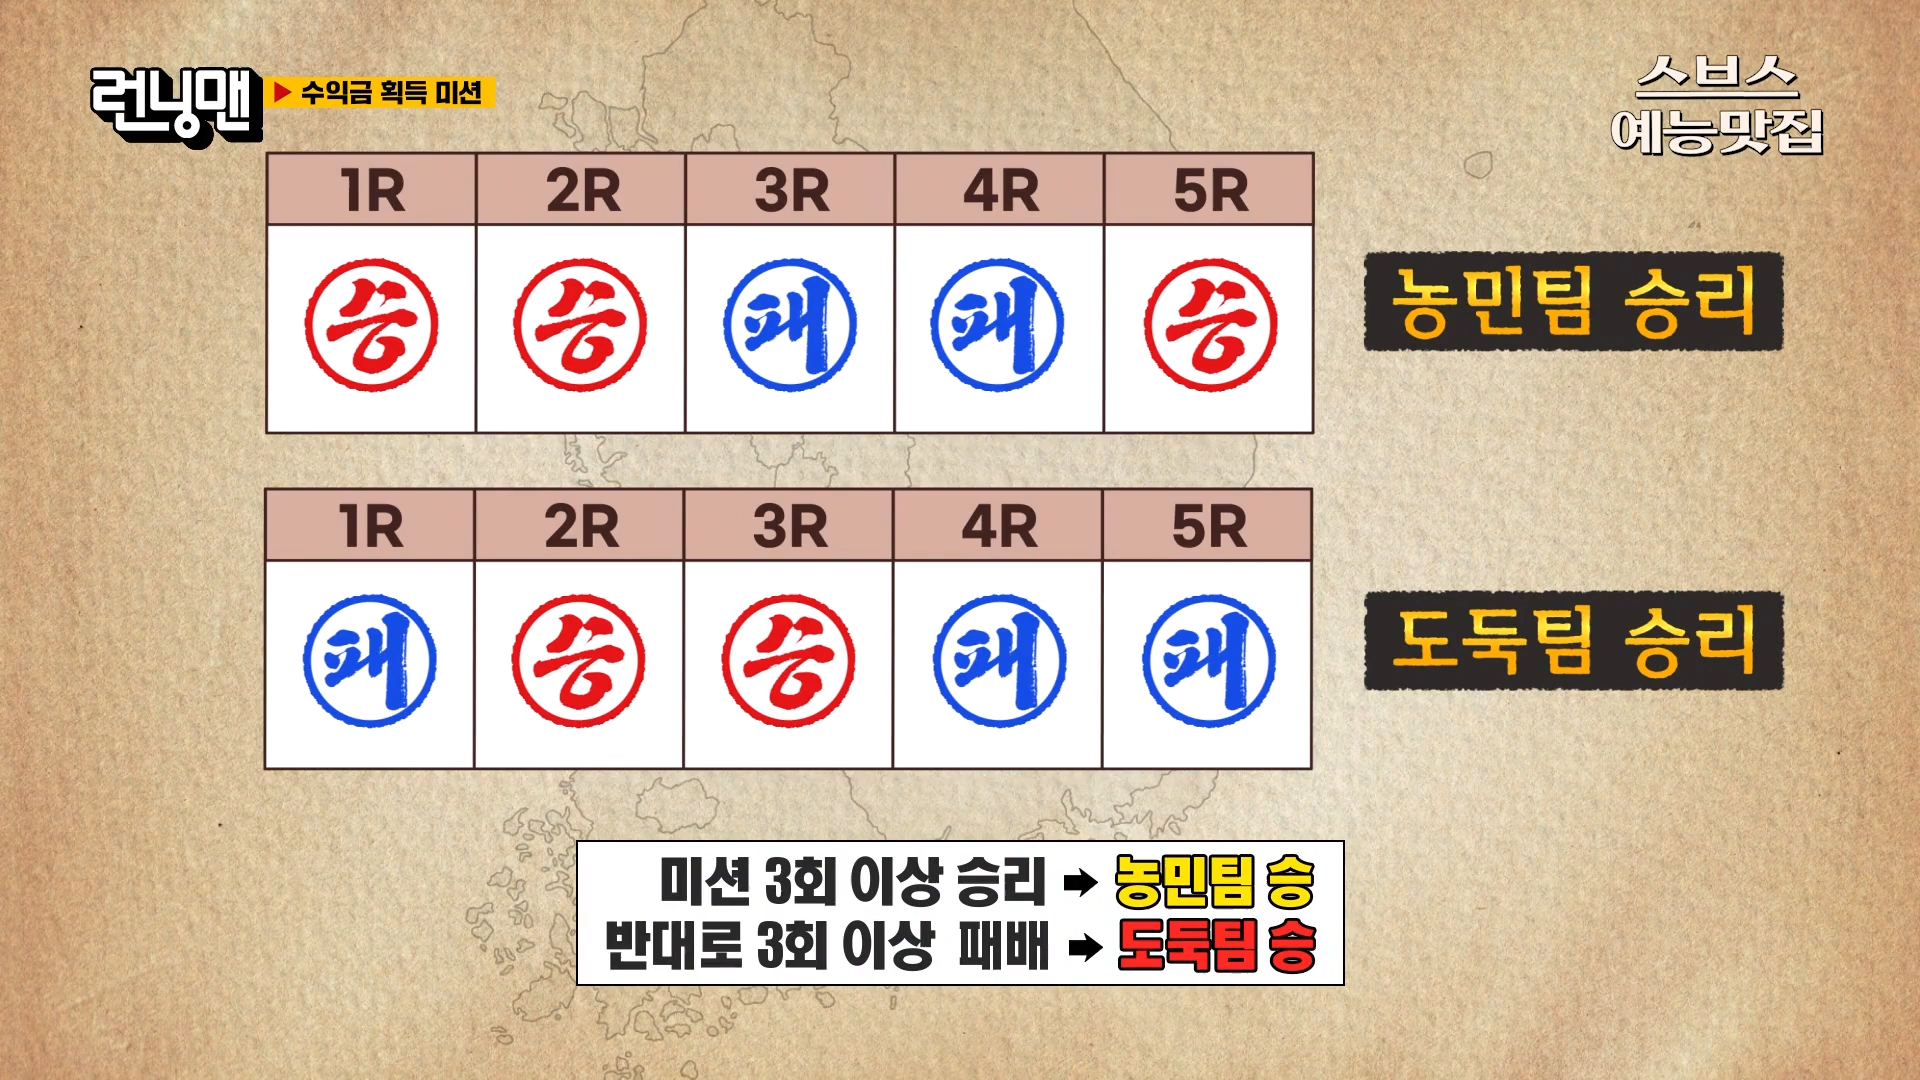 런닝맨
▶ 수익금 획득 미션
스브스
예능맛집
1R 2R 3R 4R 5R
승 승 패 패 승
농민팀 승리
1R 2R 3R 4R 5R
패 승 승 패 패
도둑팀 승리
미션 3회 이상 승리 ➡ 농민팀 승
반대로 3회 이상 패배 ➡ 도둑팀 승